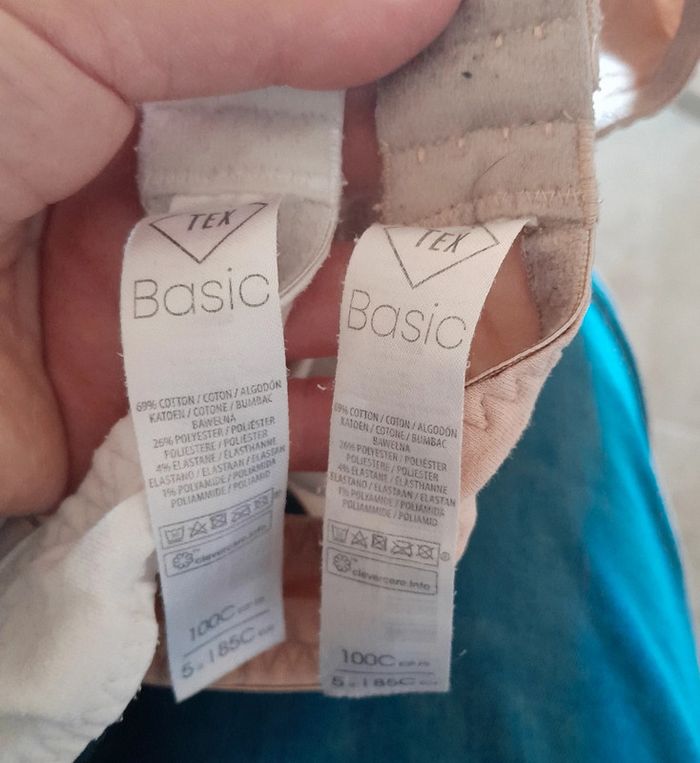 TEX
Basic
69% COTTON / COTON / ALGODÓN
KATOEN / COTONE / BUMBAC
BAWEŁNA
26% POLYESTER / POLIÉSTER
POLIESTERE / POLIESTER
4% ELASTANE / ÉLASTHANNE
ELASTANO / ELASTAAN / ELASTAN
1% POLYAMIDE / POLIAMIDA
POLIAMMIDE / POLIAMID
clevercare.info
100C
5.185C
TEX
Basic
69% COTTON / COTON / ALGODÓN
KATOEN / COTONE / BUMBAC
BAWEŁNA
26% POLYESTER / POLIÉSTER
POLIESTERE / POLIESTER
4% ELASTANE / ÉLASTHANNE
ELASTANO / ELASTAAN / ELASTAN
1% POLYAMIDE / POLIAMIDA
POLIAMMIDE / POLIAMID
clevercare.info
100C
5.185C